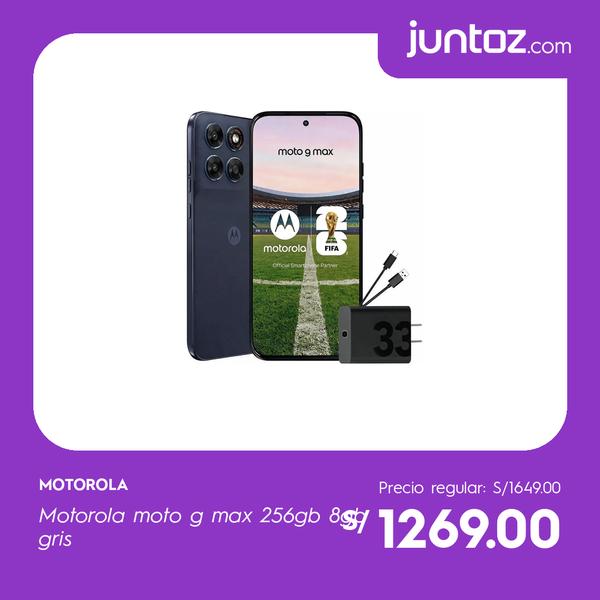 juntoz.com
moto g max
motorola
FIFA
Official Smartphone Partner
33
MOTOROLA
Precio regular: S/1649.00
Motorola moto g max 256gb 8gb
gris
S/ 1269.00